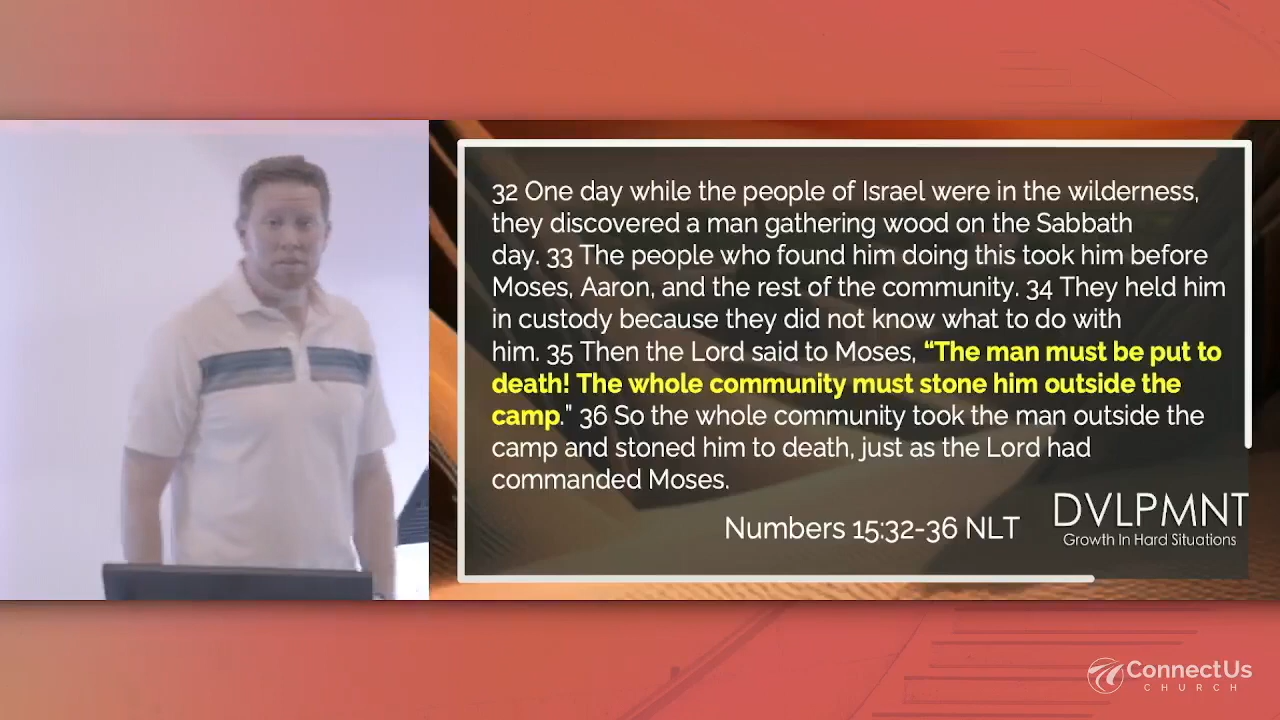 32 One day while the people of Israel were in the wilderness,
they discovered a man gathering wood on the Sabbath
day. 33 The people who found him doing this took him before
Moses, Aaron, and the rest of the community. 34 They held him
in custody because they did not know what to do with
him. 35 Then the Lord said to Moses, “The man must be put to
death! The whole community must stone him outside the
camp." 36 So the whole community took the man outside the
camp and stoned him to death, just as the Lord had
commanded Moses.
Numbers 15:32-36 NLT
DVLPMNT
Growth In Hard Situations
ConnectUs
CHURCH